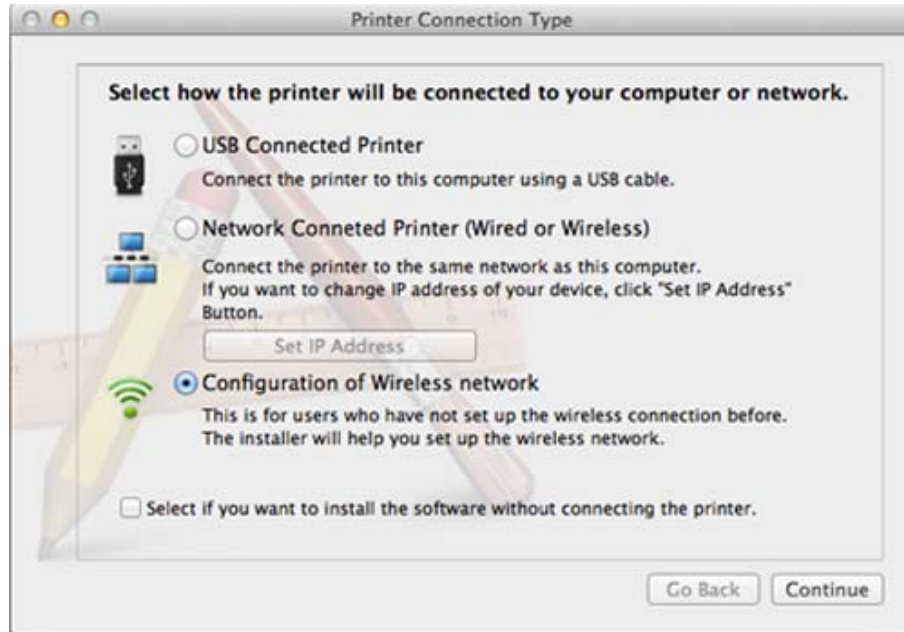 Printer Connection Type
Select how the printer will be connected to your computer or network.
USB Connected Printer
Connect the printer to this computer using a USB cable.
Network Conneted Printer (Wired or Wireless)
Connect the printer to the same network as this computer.
If you want to change IP address of your device, click "Set IP Address"
Button.
Set IP Address
Configuration of Wireless network
This is for users who have not set up the wireless connection before.
The installer will help you set up the wireless network.
Select if you want to install the software without connecting the printer.
Go Back
Continue